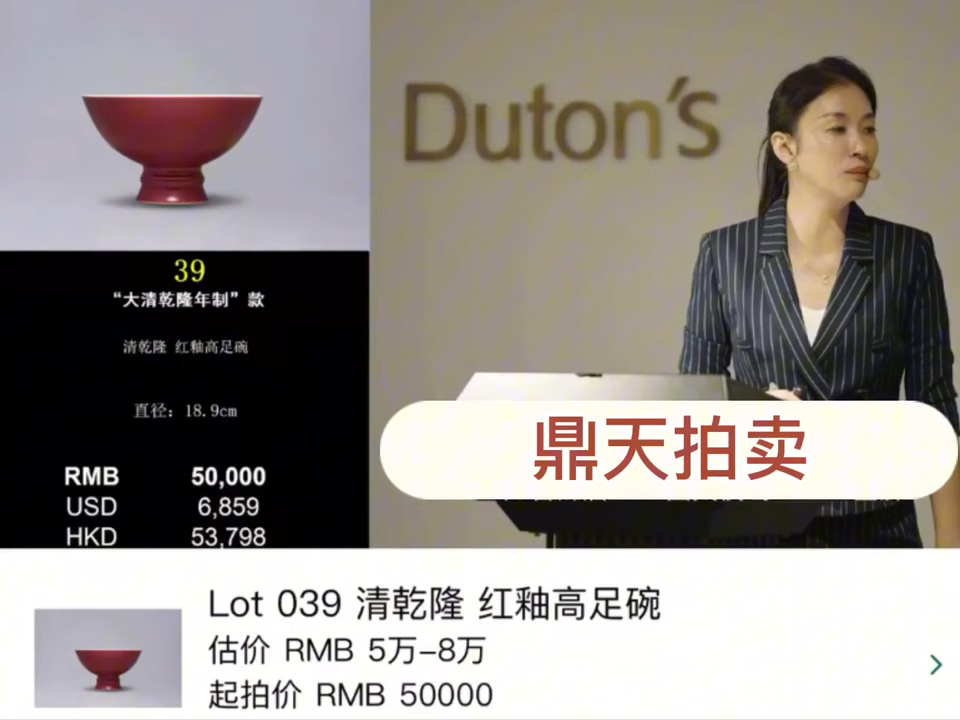 Duton's
39
“大清乾隆年制”款
清乾隆 红釉高足碗
直径：18.9cm
RMB 50,000
USD 6,859
HKD 53,798
鼎天拍卖
Lot 039 清乾隆 红釉高足碗
估价 RMB 5万-8万
起拍价 RMB 50000